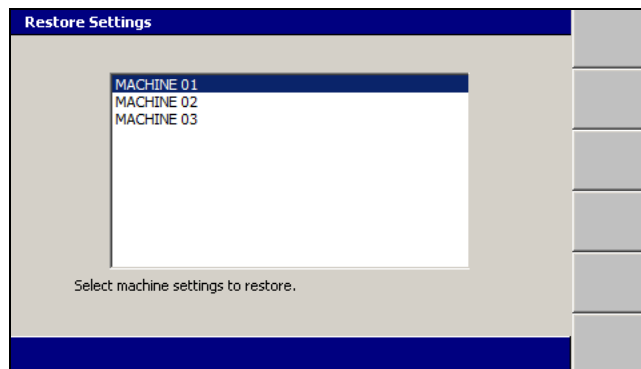 Restore Settings
MACHINE 01
MACHINE 02
MACHINE 03
Select machine settings to restore.